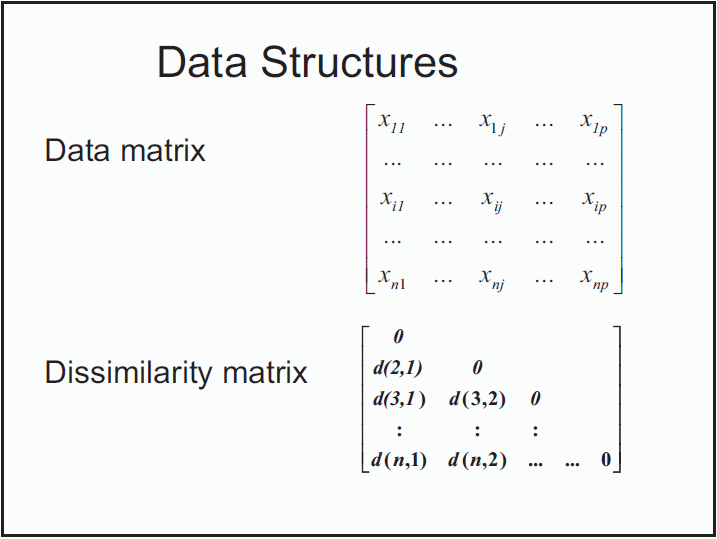 Data Structures
Data matrix
x11 ... x1j ... x1p
... ... ... ... ...
xi1 ... xij ... xip
... ... ... ... ...
xn1 ... xnj ... xnp
Dissimilarity matrix
0
d(2,1) 0
d(3,1) d(3,2) 0
: : :
d(n,1) d(n,2) ... ... 0